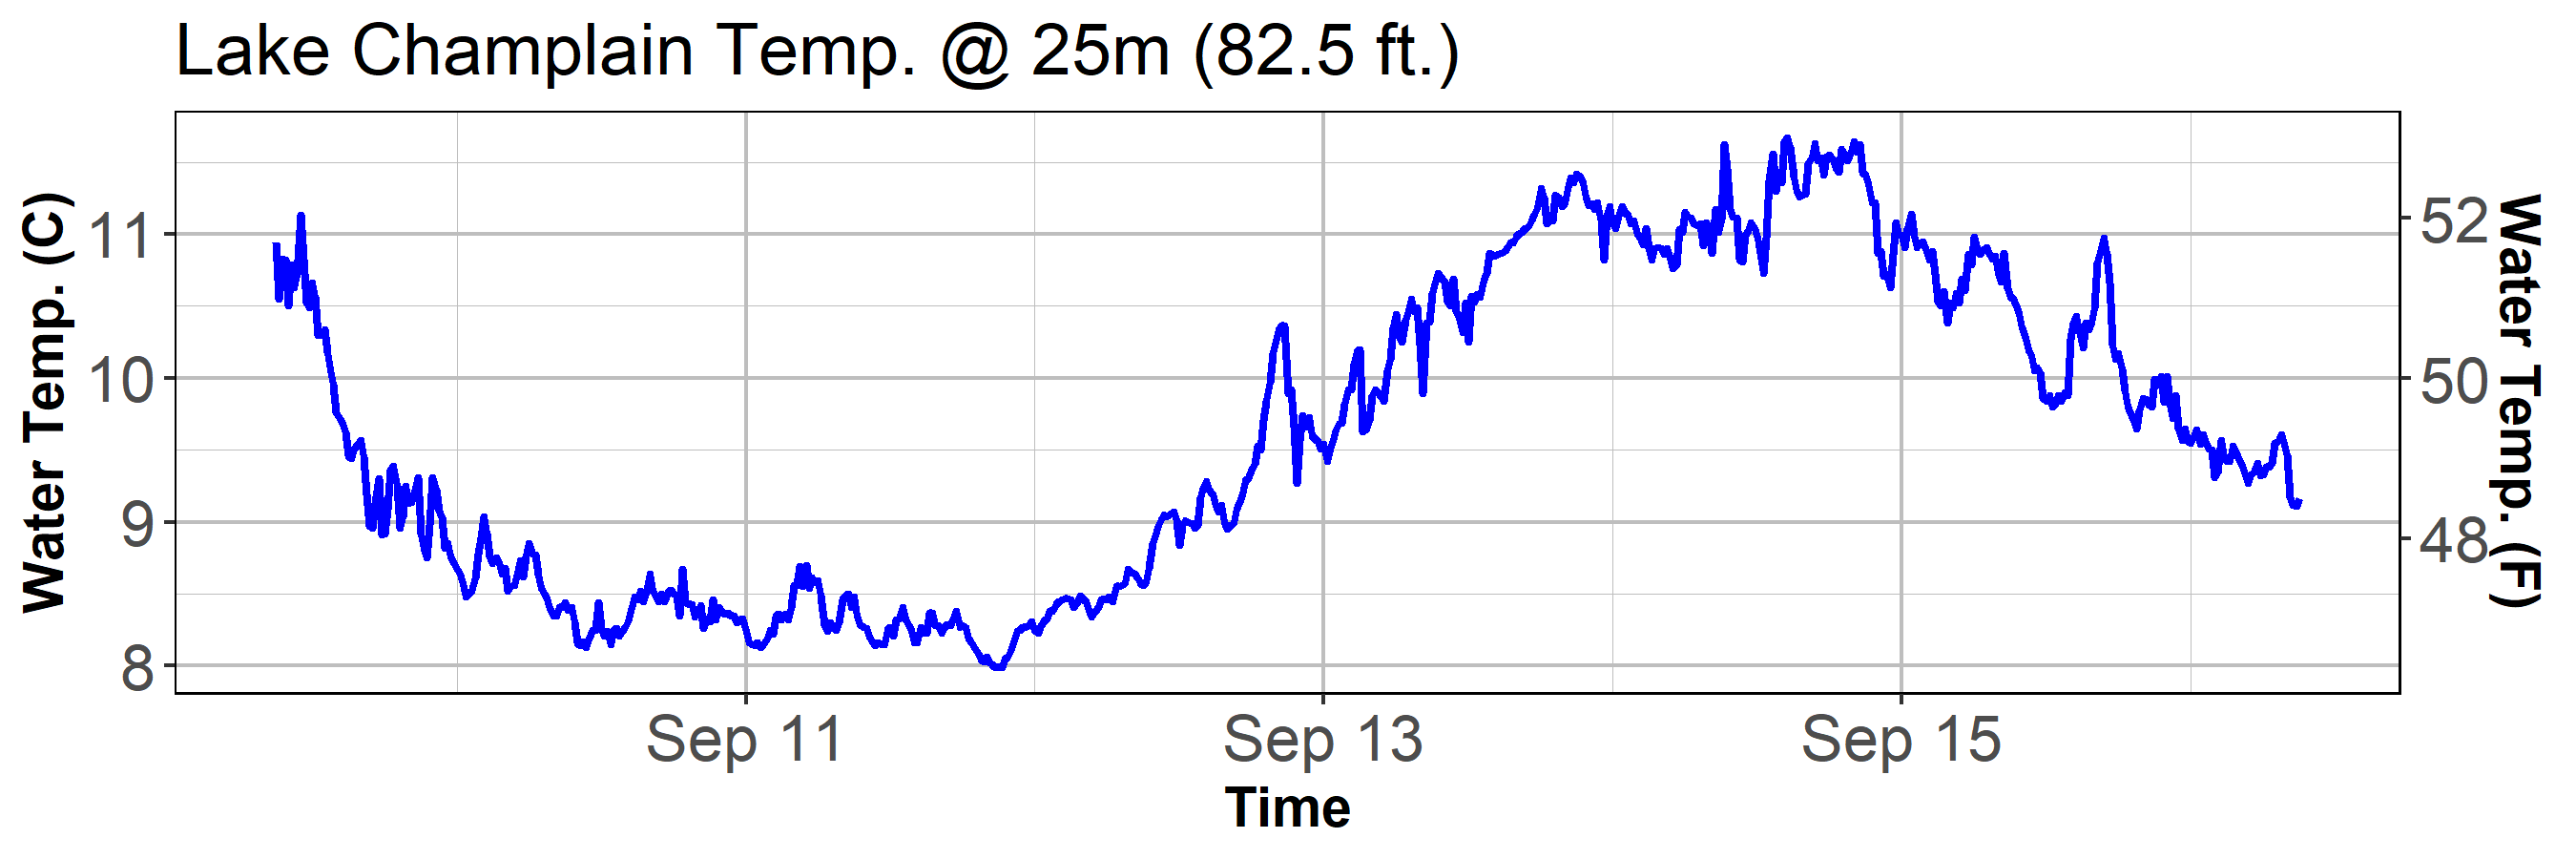 Lake Champlain Temp. @ 25m (82.5 ft.)
Water Temp. (C)
11
10
9
8
52
50
48
Water Temp. (F)
Sep 11
Sep 13
Sep 15
Time